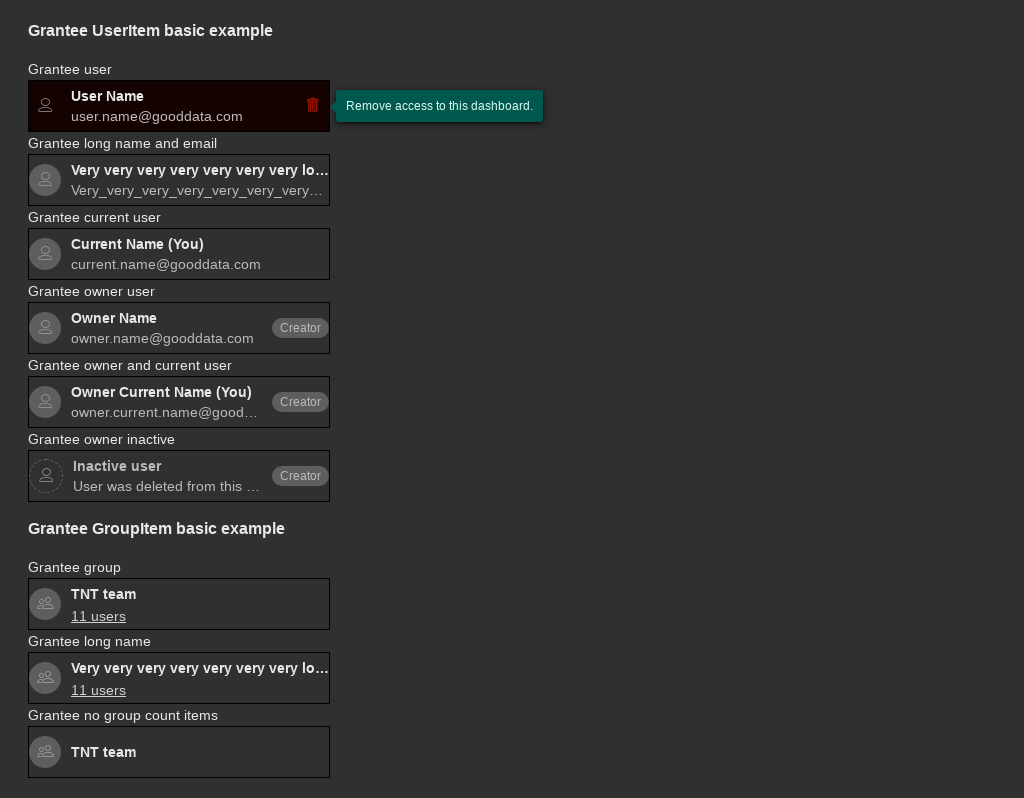 Grantee UserItem basic example
Grantee user
User Name
user.name@gooddata.com
Remove access to this dashboard.
Grantee long name and email
Very very very very very very very lo…
Very_very_very_very_very_very_very…
Grantee current user
Current Name (You)
current.name@gooddata.com
Grantee owner user
Owner Name
owner.name@gooddata.com
Creator
Grantee owner and current user
Owner Current Name (You)
owner.current.name@good…
Creator
Grantee owner inactive
Inactive user
User was deleted from this …
Creator
Grantee GroupItem basic example
Grantee group
TNT team
11 users
Grantee long name
Very very very very very very very lo…
11 users
Grantee no group count items
TNT team